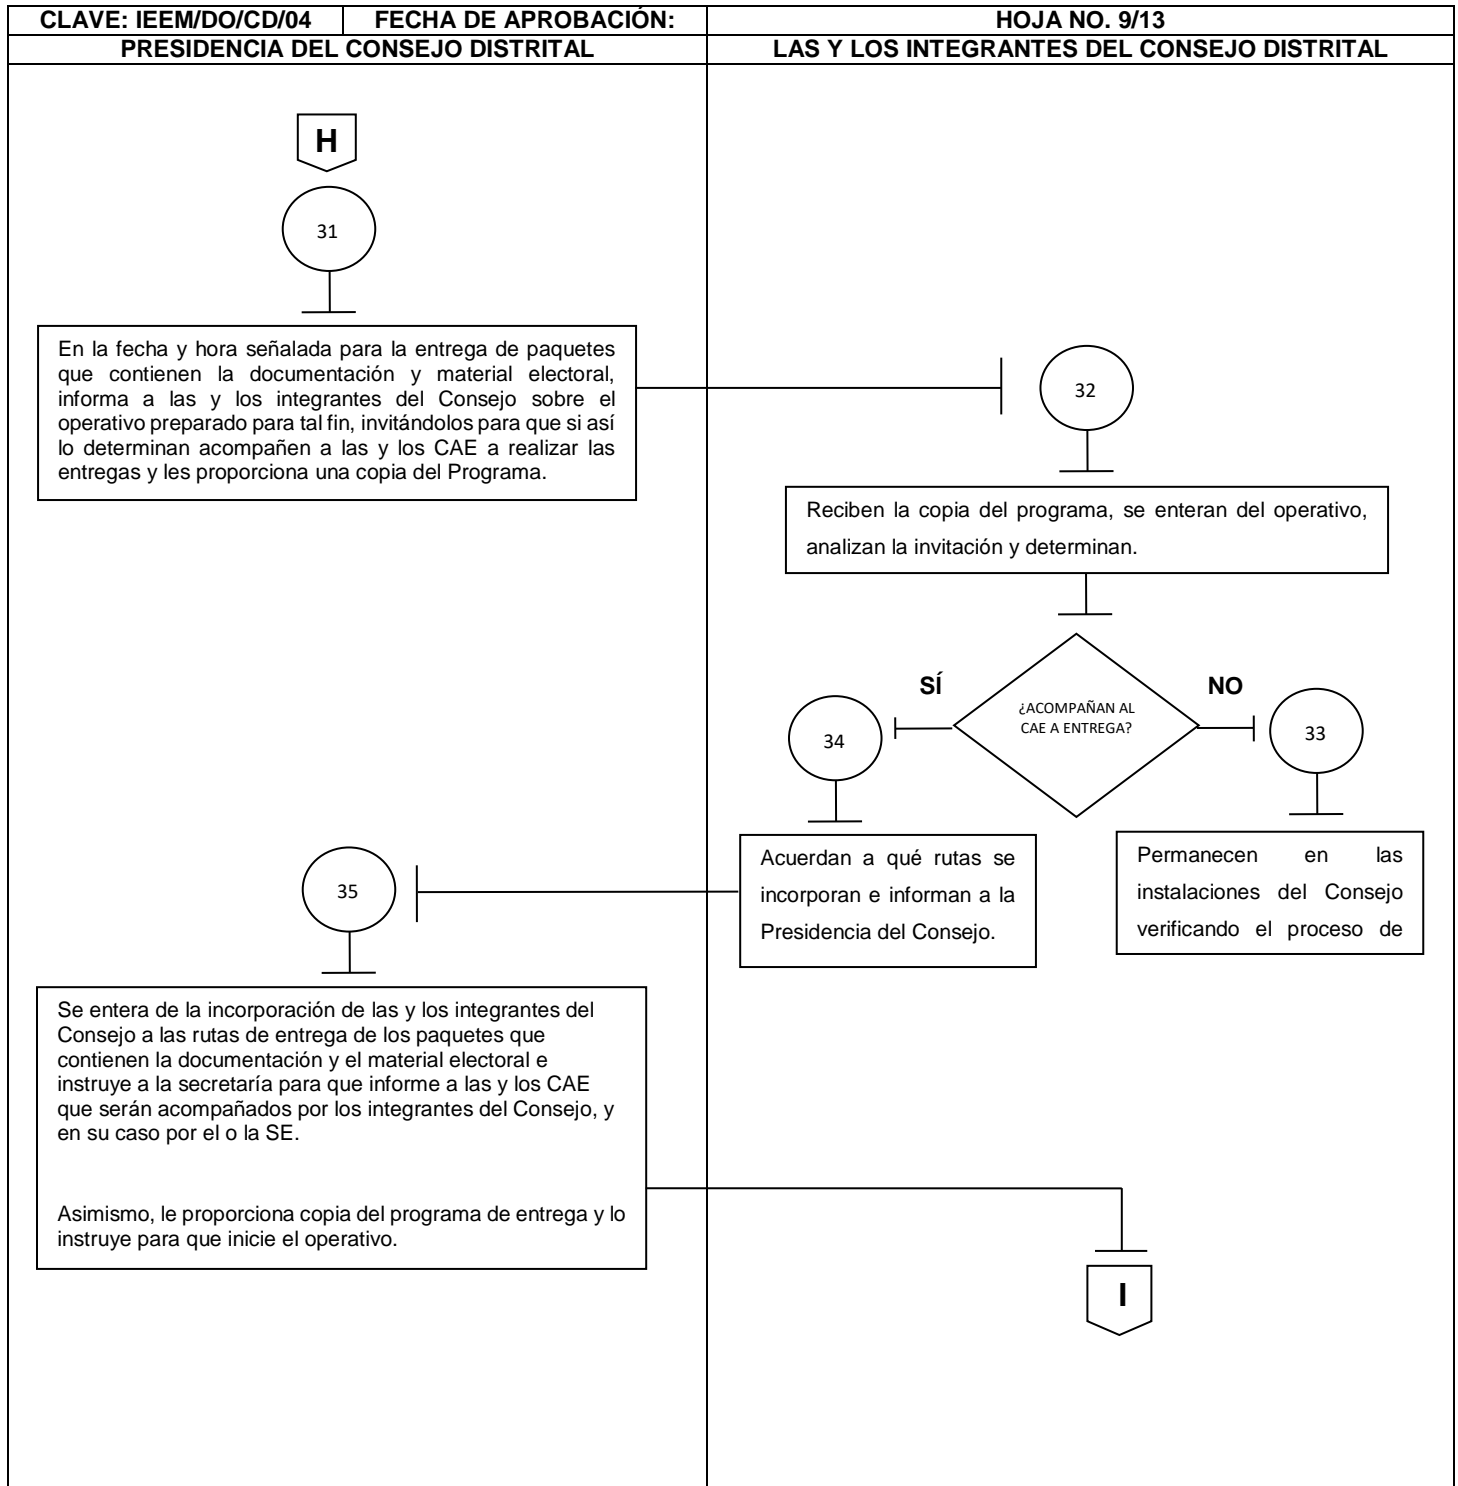 CLAVE: IEEM/DO/CD/04 FECHA DE APROBACIÓN: HOJA NO. 9/13
PRESIDENCIA DEL CONSEJO DISTRITAL LAS Y LOS INTEGRANTES DEL CONSEJO DISTRITAL
H
31
En la fecha y hora señalada para la entrega de paquetes
que contienen la documentación y material electoral,
informa a las y los integrantes del Consejo sobre el
operativo preparado para tal fin, invitándolos para que si así
lo determinan acompañen a las y los CAE a realizar las
entregas y les proporciona una copia del Programa.
32
Reciben la copia del programa, se enteran del operativo,
analizan la invitación y determinan.
¿ACOMPAÑAN AL
CAE A ENTREGA?
SÍ
NO
34
33
Acuerdan a qué rutas se
incorporan e informan a la
Presidencia del Consejo.
Permanecen en las
instalaciones del Consejo
verificando el proceso de
35
Se entera de la incorporación de las y los integrantes del
Consejo a las rutas de entrega de los paquetes que
contienen la documentación y el material electoral e
instruye a la secretaría para que informe a las y los CAE
que serán acompañados por los integrantes del Consejo, y
en su caso por el o la SE.
Asimismo, le proporciona copia del programa de entrega y lo
instruye para que inicie el operativo.
I